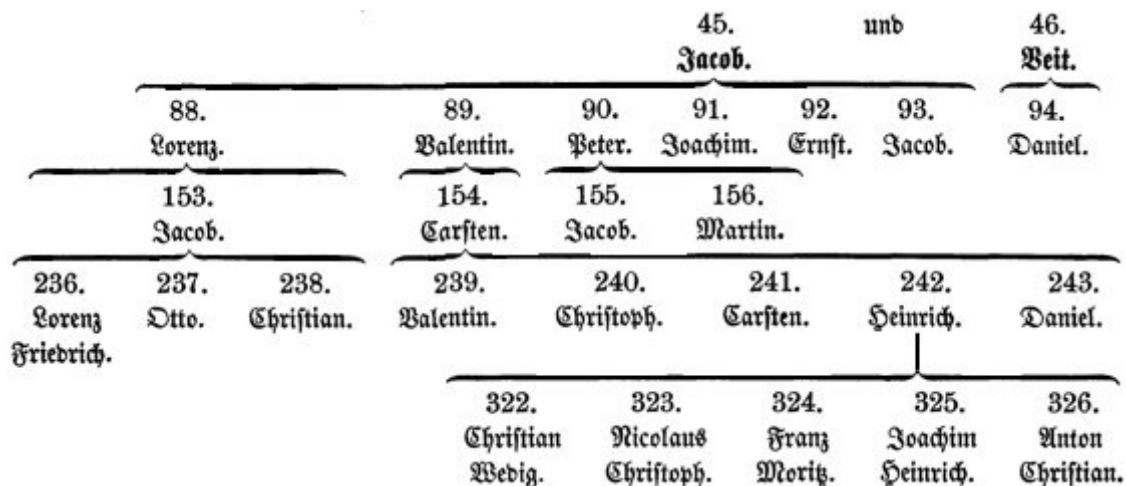 45. und 46.
Jacob. Veit.
88. 89. 90. 91. 92. 93. 94.
Lorenz. Valentin. Peter. Joachim. Ernst. Jacob. Daniel.
153. 154. 155. 156.
Jacob. Carsten. Jacob. Martin.
236. 237. 238. 239. 240. 241. 242. 243.
Lorenz Otto. Christian. Valentin. Christoph. Carsten. Heinrich. Daniel.
Friedrich.
322. 323. 324. 325. 326.
Christian Nicolaus Franz Joachim Anton
Wedig. Christoph. Moritz. Heinrich. Christian.